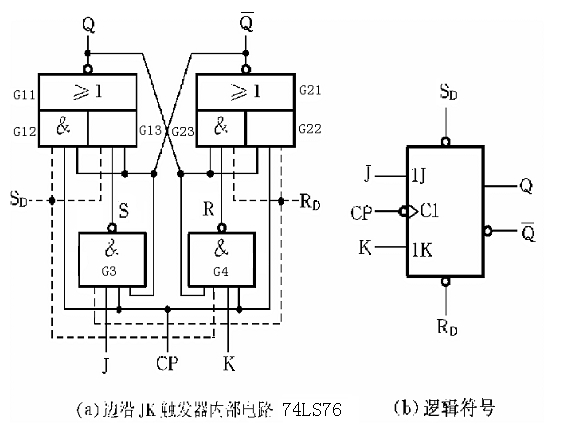 Q Q̅
G11 ≥1 ≥1 G21
G12 & G13 G23 & G22
S_D S R R_D
& G3 & G4
J CP K
(a)边沿JK触发器内部电路 74LS76
S_D
J 1J Q
CP C1
K 1K Q̅
R_D
(b)逻辑符号